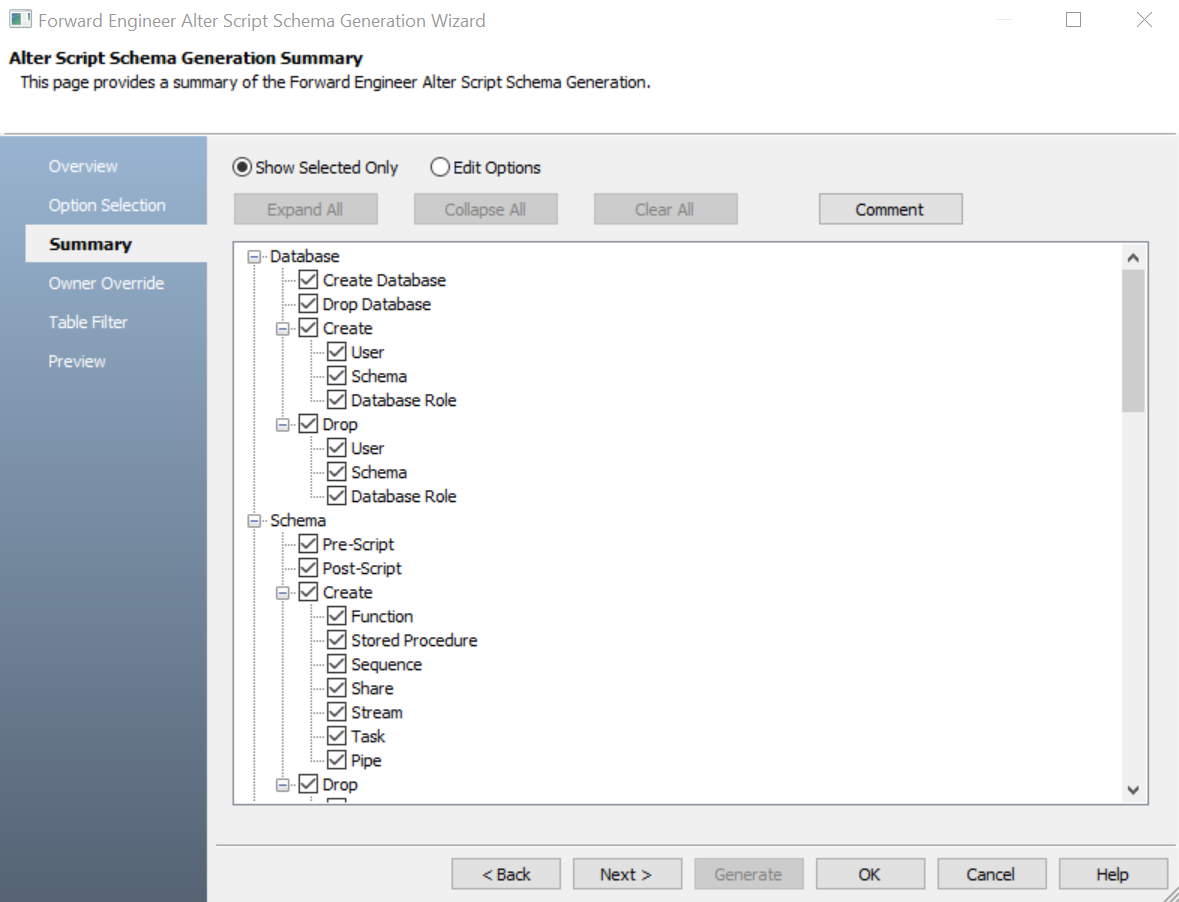 Forward Engineer Alter Script Schema Generation Wizard
Alter Script Schema Generation Summary
This page provides a summary of the Forward Engineer Alter Script Schema Generation.
Overview
Option Selection
Summary
Owner Override
Table Filter
Preview
Show Selected Only Edit Options
Expand All Collapse All Clear All Comment
Database
Create Database
Drop Database
Create
User
Schema
Database Role
Drop
User
Schema
Database Role
Schema
Pre-Script
Post-Script
Create
Function
Stored Procedure
Sequence
Share
Stream
Task
Pipe
Drop
< Back Next > Generate OK Cancel Help